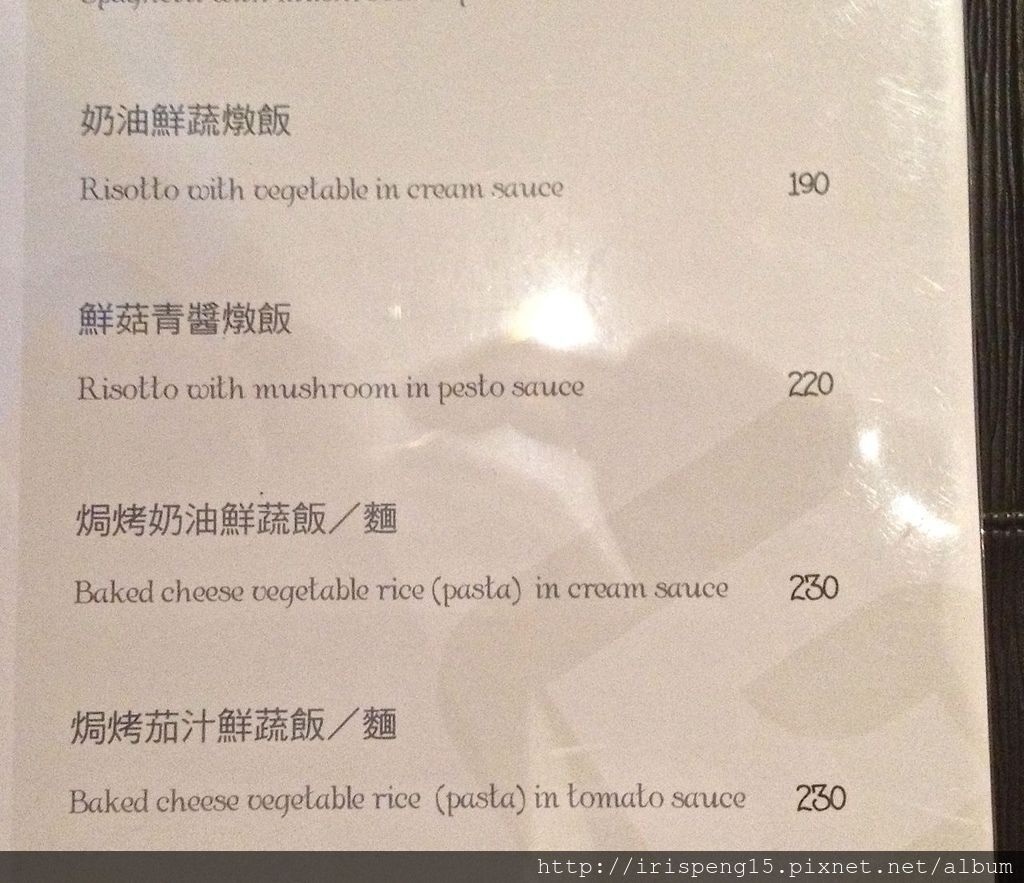 Spaghetti with mushroom
奶油鮮蔬燉飯
Risotto with vegetable in cream sauce 190
鮮菇青醬燉飯
Risotto with mushroom in pesto sauce 220
焗烤奶油鮮蔬飯／麵
Baked cheese vegetable rice (pasta) in cream sauce 230
焗烤茄汁鮮蔬飯／麵
Baked cheese vegetable rice (pasta) in tomato sauce 230
http://irispeng15.pixnet.net/album